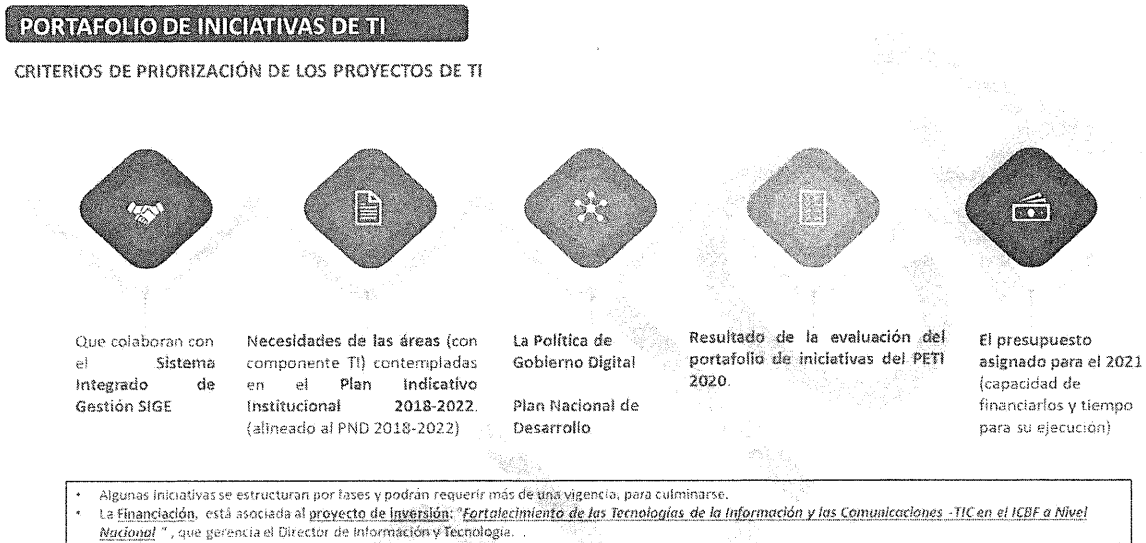 PORTAFOLIO DE INICIATIVAS DE TI
CRITERIOS DE PRIORIZACIÓN DE LOS PROYECTOS DE TI
Que colaboran con
el Sistema
Integrado de
Gestión SIGE
Necesidades de las áreas (con
componente TI) contempladas
en el Plan Indicativo
Institucional 2018-2022.
(alineado al PND 2018-2022)
La Política de
Gobierno Digital
Plan Nacional de
Desarrollo
Resultado de la evaluación del
portafolio de iniciativas del PETI
2020.
El presupuesto
asignado para el 2021
(capacidad de
financiarlos y tiempo
para su ejecución)
• Algunas iniciativas se estructuran por fases y podrán requerir más de una vigencia, para culminarse.
• La Financiación, está asociada al proyecto de inversión: "Fortalecimiento de las Tecnologías de la Información y las Comunicaciones -TIC en el ICBF a Nivel
Nacional ", que gerencia el Director de Información y Tecnología.